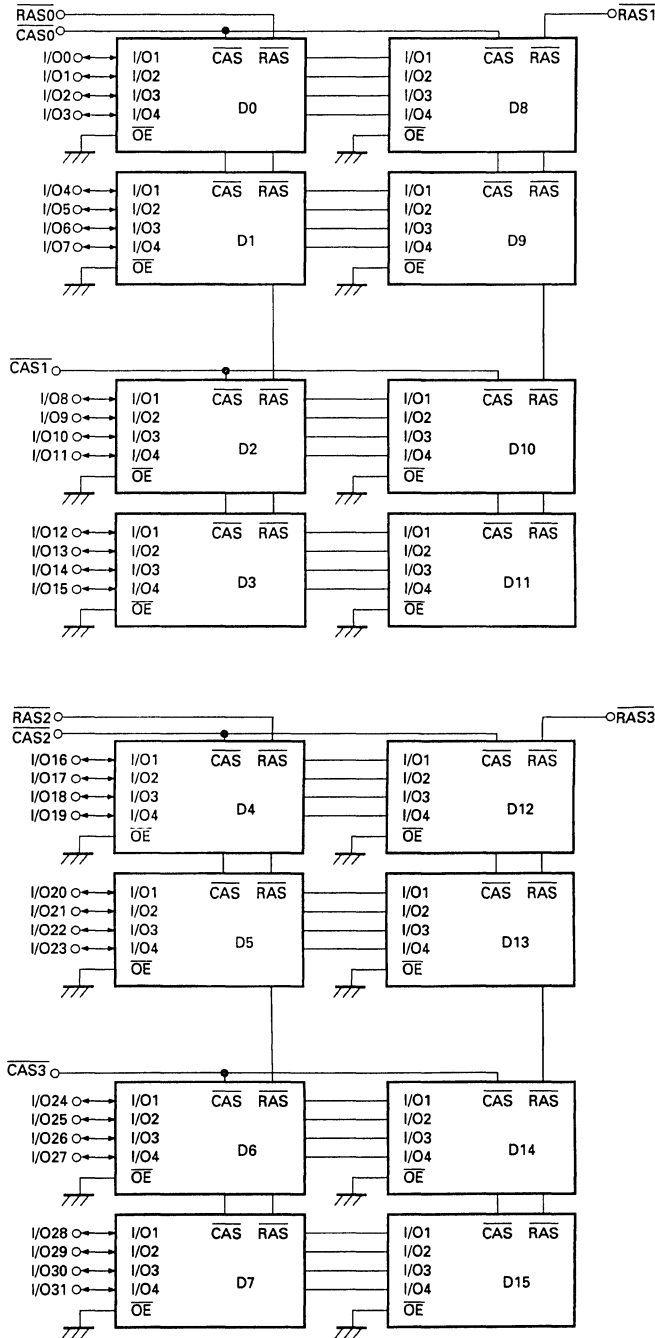 RAS0 RAS1
CAS0
I/O0 I/O1 CAS RAS I/O1 CAS RAS
I/O1 I/O2 I/O2
I/O2 I/O3 D0 I/O3 D8
I/O3 I/O4 I/O4
OE OE
I/O4 I/O1 CAS RAS I/O1 CAS RAS
I/O5 I/O2 I/O2
I/O6 I/O3 D1 I/O3 D9
I/O7 I/O4 I/O4
OE OE
CAS1
I/O8 I/O1 CAS RAS I/O1 CAS RAS
I/O9 I/O2 I/O2
I/O10 I/O3 D2 I/O3 D10
I/O11 I/O4 I/O4
OE OE
I/O12 I/O1 CAS RAS I/O1 CAS RAS
I/O13 I/O2 I/O2
I/O14 I/O3 D3 I/O3 D11
I/O15 I/O4 I/O4
OE OE
RAS2 RAS3
CAS2
I/O16 I/O1 CAS RAS I/O1 CAS RAS
I/O17 I/O2 I/O2
I/O18 I/O3 D4 I/O3 D12
I/O19 I/O4 I/O4
OE OE
I/O20 I/O1 CAS RAS I/O1 CAS RAS
I/O21 I/O2 I/O2
I/O22 I/O3 D5 I/O3 D13
I/O23 I/O4 I/O4
OE OE
CAS3
I/O24 I/O1 CAS RAS I/O1 CAS RAS
I/O25 I/O2 I/O2
I/O26 I/O3 D6 I/O3 D14
I/O27 I/O4 I/O4
OE OE
I/O28 I/O1 CAS RAS I/O1 CAS RAS
I/O29 I/O2 I/O2
I/O30 I/O3 D7 I/O3 D15
I/O31 I/O4 I/O4
OE OE